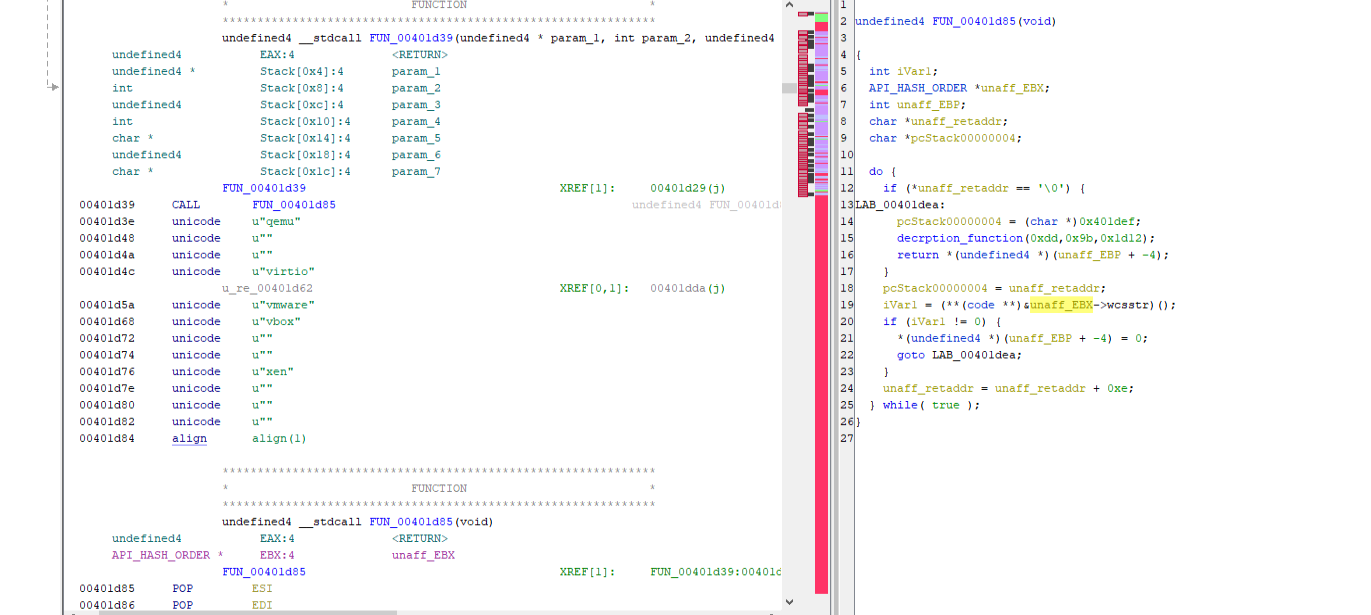 * FUNCTION *
************************************************************
undefined4 __stdcall FUN_00401d39(undefined4 * param_1, int param_2, undefined4
undefined4 EAX:4 <RETURN>
undefined4 * Stack[0x4]:4 param_1
int Stack[0x8]:4 param_2
undefined4 Stack[0xc]:4 param_3
int Stack[0x10]:4 param_4
char * Stack[0x14]:4 param_5
undefined4 Stack[0x18]:4 param_6
char * Stack[0x1c]:4 param_7
FUN_00401d39 XREF[1]: 00401d29(j)
00401d39 CALL FUN_00401d85 undefined4 FUN_00401d
00401d3e unicode u"qemu"
00401d48 unicode u""
00401d4a unicode u""
00401d4c unicode u"virtio"
u_re_00401d62 XREF[0,1]: 00401dda(j)
00401d5a unicode u"vmware"
00401d68 unicode u"vbox"
00401d72 unicode u""
00401d74 unicode u""
00401d76 unicode u"xen"
00401d7e unicode u""
00401d80 unicode u""
00401d82 unicode u""
00401d84 align align(1)
************************************************************
* FUNCTION *
************************************************************
undefined4 __stdcall FUN_00401d85(void)
undefined4 EAX:4 <RETURN>
API_HASH_ORDER * EBX:4 unaff_EBX
FUN_00401d85 XREF[1]: FUN_00401d39:00401d
00401d85 POP ESI
00401d86 POP EDI
1
2 undefined4 FUN_00401d85(void)
3
4 {
5 int iVar1;
6 API_HASH_ORDER *unaff_EBX;
7 int unaff_EBP;
8 char *unaff_retaddr;
9 char *pcStack00000004;
10
11 do {
12 if (*unaff_retaddr == '\0') {
13 LAB_00401dea:
14 pcStack00000004 = (char *)0x401def;
15 decrption_function(0xdd,0x9b,0x1d12);
16 return *(undefined4 *)(unaff_EBP + -4);
17 }
18 pcStack00000004 = unaff_retaddr;
19 iVar1 = (**(code **)&unaff_EBX->wcsstr)();
20 if (iVar1 != 0) {
21 *(undefined4 *)(unaff_EBP + -4) = 0;
22 goto LAB_00401dea;
23 }
24 unaff_retaddr = unaff_retaddr + 0xe;
25 } while( true );
26 }
27